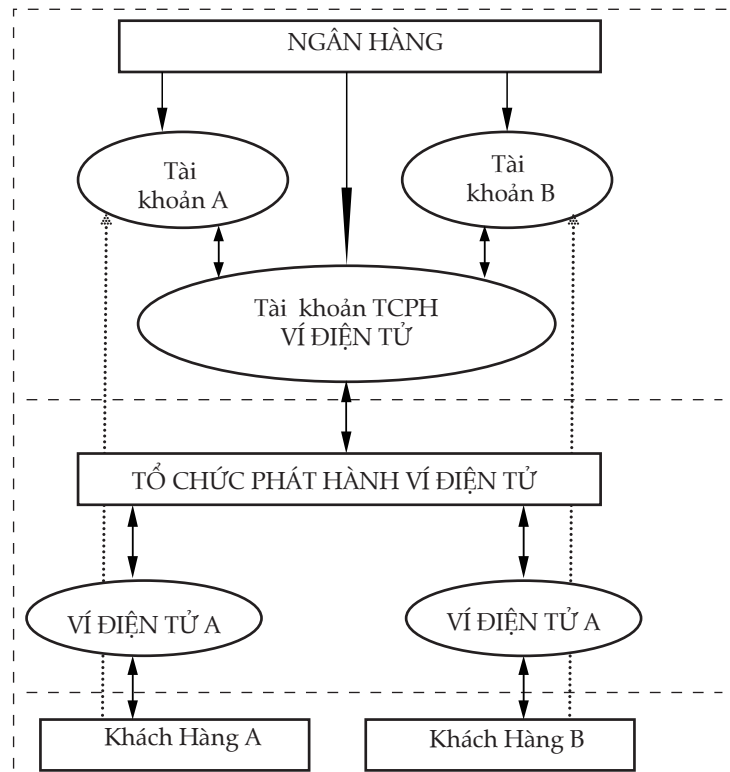 NGÂN HÀNG
Tài
khoản A
Tài
khoản B
Tài khoản TCPH
VÍ ĐIỆN TỬ
TỔ CHỨC PHÁT HÀNH VÍ ĐIỆN TỬ
VÍ ĐIỆN TỬ A
VÍ ĐIỆN TỬ A
Khách Hàng A
Khách Hàng B